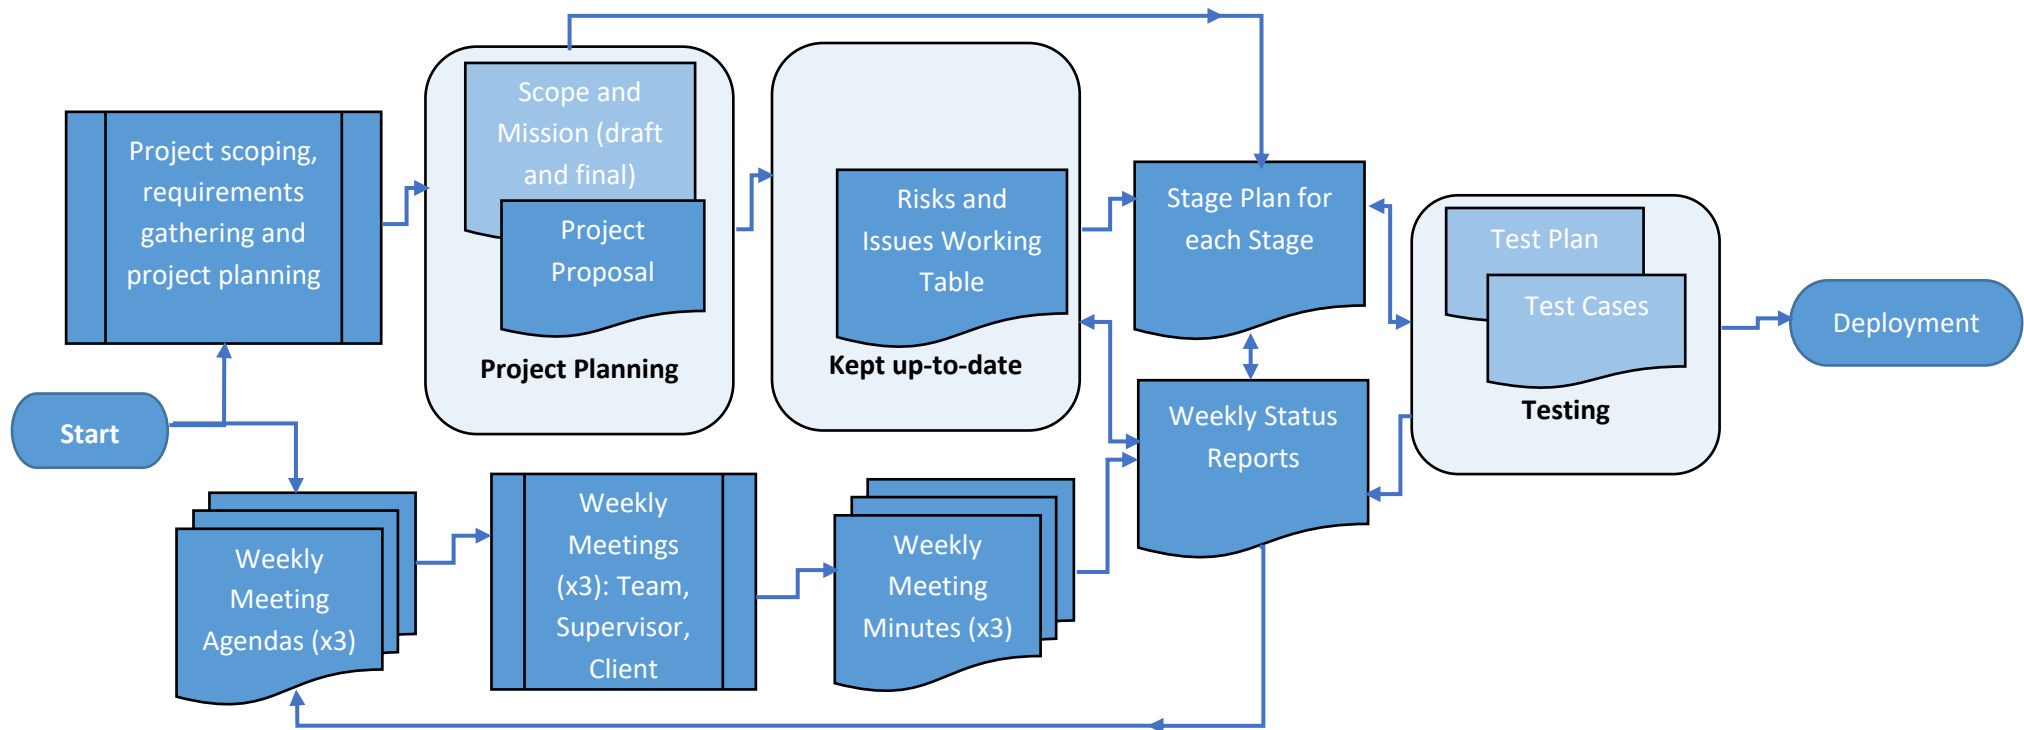 Project scoping,
requirements
gathering and
project planning
Scope and
Mission (draft
and final)
Project
Proposal
Project Planning
Risks and
Issues Working
Table
Kept up-to-date
Stage Plan for
each Stage
Test Plan
Test Cases
Testing
Deployment
Start
Weekly Status
Reports
Weekly
Meeting
Agendas (x3)
Weekly
Meetings
(x3): Team,
Supervisor,
Client
Weekly
Meeting
Minutes (x3)